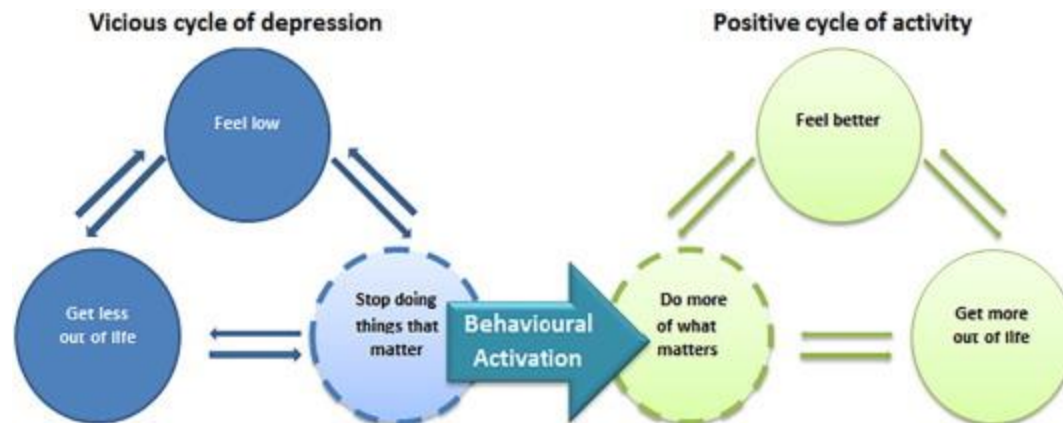 Vicious cycle of depression
Positive cycle of activity
Feel low
Feel better
Get less
out of life
Stop doing
things that
matter
Behavioural
Activation
Do more
of what
matters
Get more
out of life